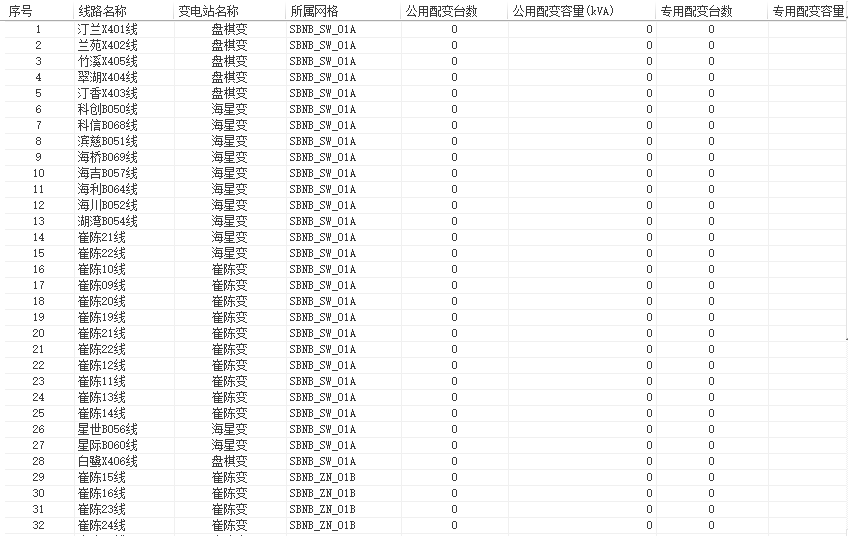 序号 线路名称 变电站名称 所属网格 公用配变台数 公用配变容量(kVA) 专用配变台数 专用配变容量
1 汀兰X401线 盘棋变 SBNB_SW_01A 0 0 0
2 兰苑X402线 盘棋变 SBNB_SW_01A 0 0 0
3 竹溪X405线 盘棋变 SBNB_SW_01A 0 0 0
4 翠湖X404线 盘棋变 SBNB_SW_01A 0 0 0
5 汀香X403线 盘棋变 SBNB_SW_01A 0 0 0
6 科创B050线 海星变 SBNB_SW_01A 0 0 0
7 科信B068线 海星变 SBNB_SW_01A 0 0 0
8 滨慈B051线 海星变 SBNB_SW_01A 0 0 0
9 海桥B069线 海星变 SBNB_SW_01A 0 0 0
10 海吉B057线 海星变 SBNB_SW_01A 0 0 0
11 海利B064线 海星变 SBNB_SW_01A 0 0 0
12 海川B052线 海星变 SBNB_SW_01A 0 0 0
13 湖湾B054线 海星变 SBNB_SW_01A 0 0 0
14 崔陈21线 海星变 SBNB_SW_01A 0 0 0
15 崔陈22线 海星变 SBNB_SW_01A 0 0 0
16 崔陈10线 崔陈变 SBNB_SW_01A 0 0 0
17 崔陈09线 崔陈变 SBNB_SW_01A 0 0 0
18 崔陈20线 崔陈变 SBNB_SW_01A 0 0 0
19 崔陈19线 崔陈变 SBNB_SW_01A 0 0 0
20 崔陈21线 崔陈变 SBNB_SW_01A 0 0 0
21 崔陈22线 崔陈变 SBNB_SW_01A 0 0 0
22 崔陈12线 崔陈变 SBNB_SW_01A 0 0 0
23 崔陈11线 崔陈变 SBNB_SW_01A 0 0 0
24 崔陈13线 崔陈变 SBNB_SW_01A 0 0 0
25 崔陈14线 崔陈变 SBNB_SW_01A 0 0 0
26 星世B056线 海星变 SBNB_SW_01A 0 0 0
27 星际B060线 海星变 SBNB_SW_01A 0 0 0
28 白鹭X406线 盘棋变 SBNB_SW_01A 0 0 0
29 崔陈15线 崔陈变 SBNB_ZN_01B 0 0 0
30 崔陈16线 崔陈变 SBNB_ZN_01B 0 0 0
31 崔陈23线 崔陈变 SBNB_ZN_01B 0 0 0
32 崔陈24线 崔陈变 SBNB_ZN_01B 0 0 0